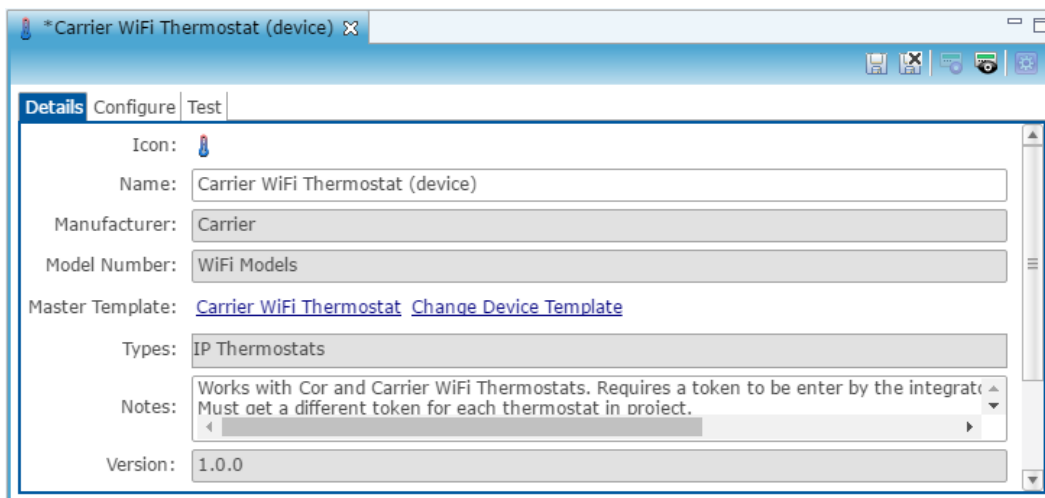 *Carrier WiFi Thermostat (device)
Details Configure Test
Icon:
Name: Carrier WiFi Thermostat (device)
Manufacturer: Carrier
Model Number: WiFi Models
Master Template: Carrier WiFi Thermostat Change Device Template
Types: IP Thermostats
Notes: Works with Cor and Carrier WiFi Thermostats. Requires a token to be enter by the
Must get a different token for each thermostat in project.
Version: 1.0.0